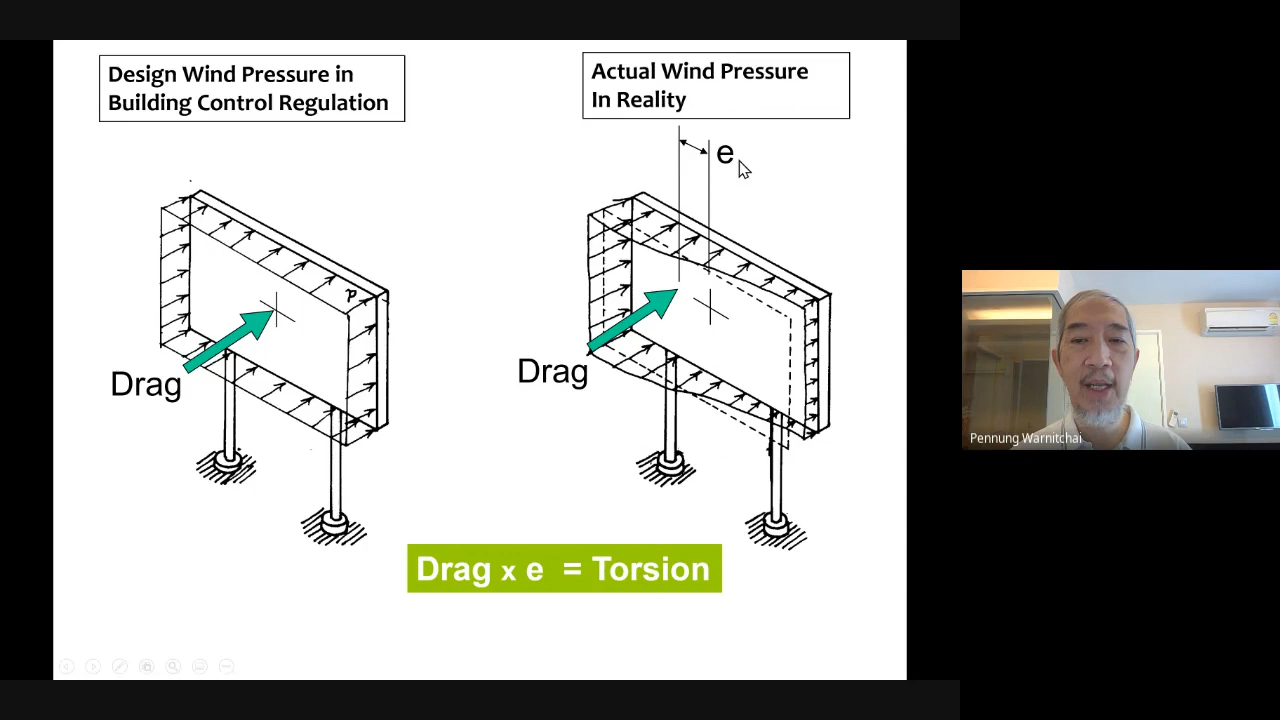 Design Wind Pressure in
Building Control Regulation
Actual Wind Pressure
In Reality
e
p
Drag
Drag
Drag x e = Torsion
Pennung Warnitchai